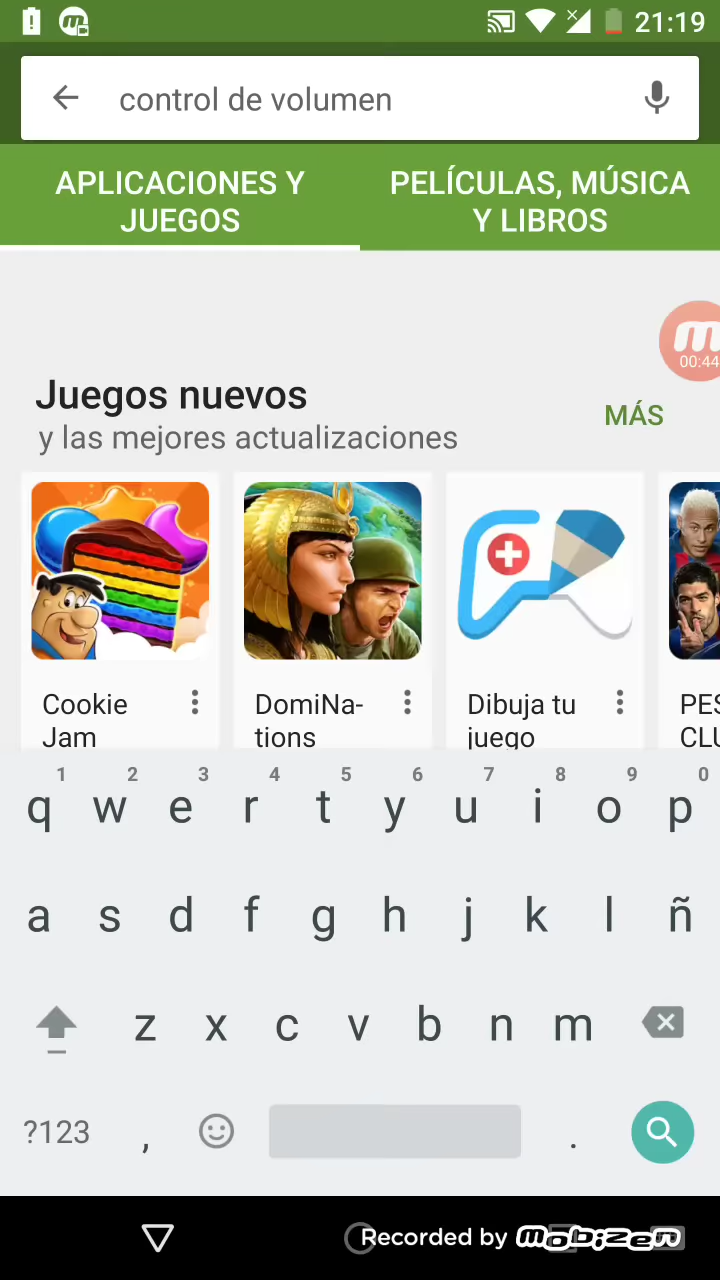 21:19
control de volumen
APLICACIONES Y
JUEGOS
PELÍCULAS, MÚSICA
Y LIBROS
m
00:44
Juegos nuevos
y las mejores actualizaciones
MÁS
Cookie
Jam
DomiNa-
tions
Dibuja tu
juego
PES
CLU
1 2 3 4 5 6 7 8 9 0
q w e r t y u i o p
a s d f g h j k l ñ
z x c v b n m
?123 , .
Recorded by mobizen